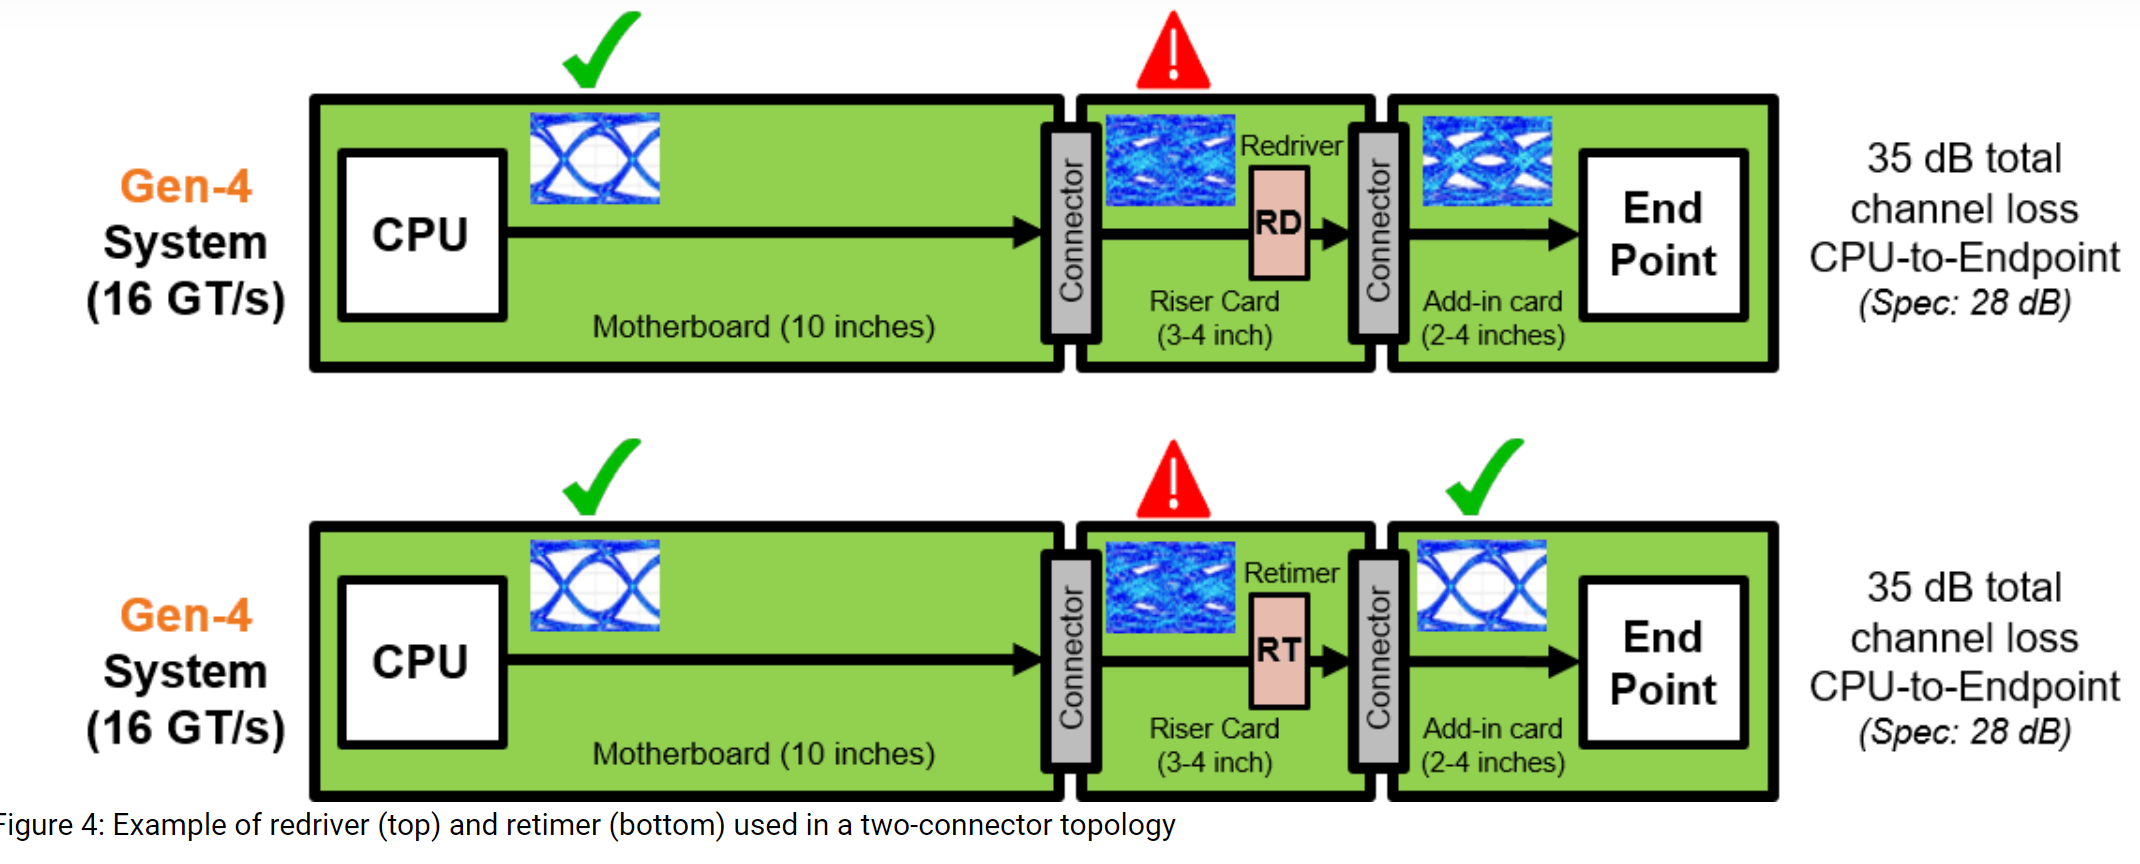 Gen-4
System
(16 GT/s)
CPU
Motherboard (10 inches)
Connector
Redriver
RD
Riser Card
(3-4 inch)
Connector
Add-in card
(2-4 inches)
End
Point
35 dB total
channel loss
CPU-to-Endpoint
(Spec: 28 dB)
Gen-4
System
(16 GT/s)
CPU
Motherboard (10 inches)
Connector
Retimer
RT
Riser Card
(3-4 inch)
Connector
Add-in card
(2-4 inches)
End
Point
35 dB total
channel loss
CPU-to-Endpoint
(Spec: 28 dB)
Figure 4: Example of redriver (top) and retimer (bottom) used in a two-connector topology